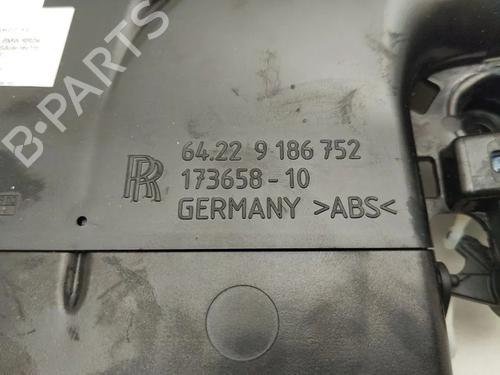 64.22 9 186 752
RR 173658-10
GERMANY >ABS<
B-PARTS